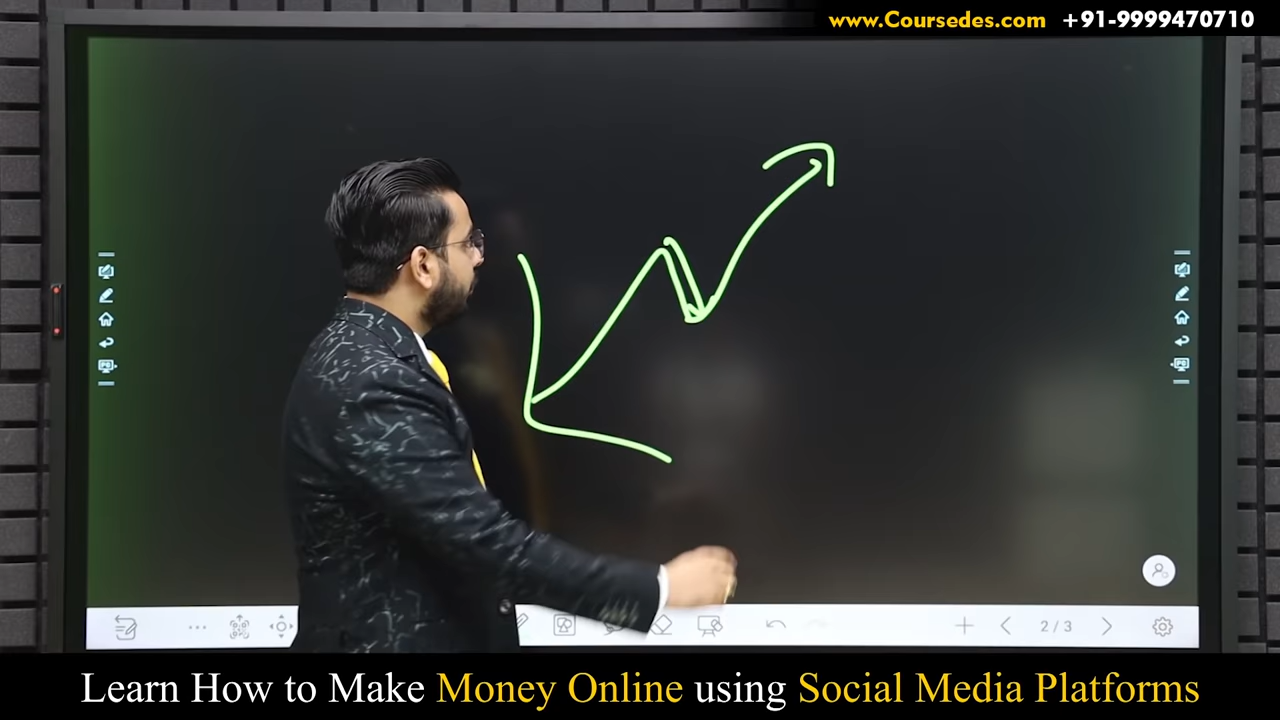 www.Coursedes.com +91-9999470710
2/3
Learn How to Make Money Online using Social Media Platforms